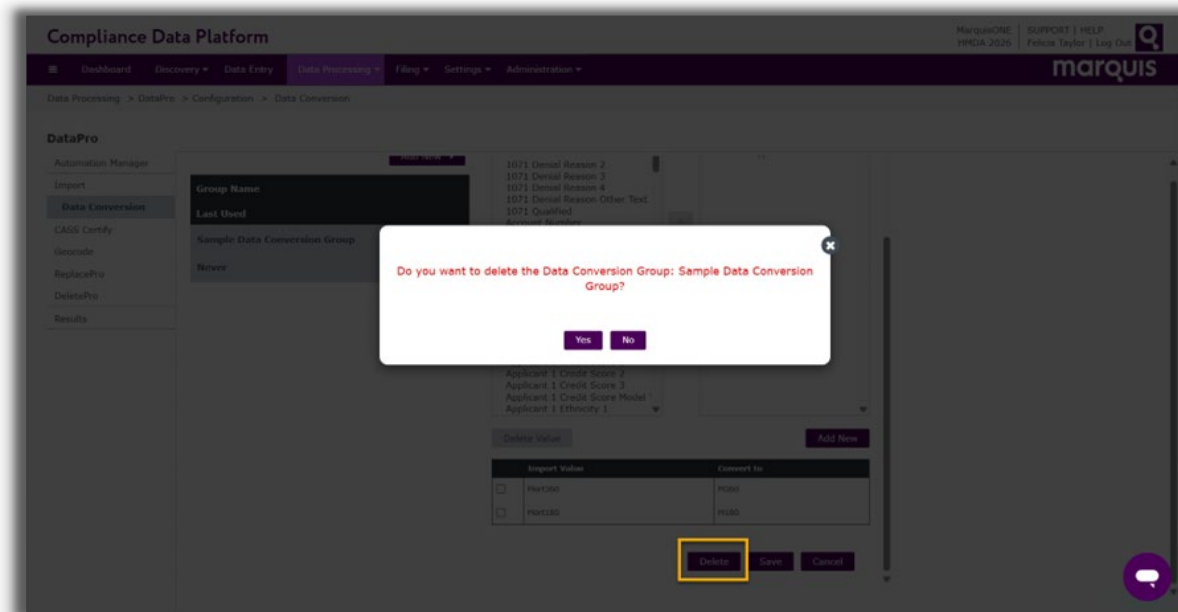 Compliance Data Platform
MarquisONE
HMDA 2026
SUPPORT | HELP
Felicia Taylor | Log Out
Dashboard Discovery Data Entry Data Processing Filing Settings Administration
marquis
Data Processing > DataPro > Configuration > Data Conversion
DataPro
Automation Manager
Import
Data Conversion
CASS Certify
Geocode
ReplacePro
DeletePro
Results
Add New
Group Name
Last Used
Sample Data Conversion Group
Never
1071 Denial Reason 2
1071 Denial Reason 3
1071 Denial Reason 4
1071 Denial Reason Other Text
1071 Qualified
Account Number
Do you want to delete the Data Conversion Group: Sample Data Conversion
Group?
Yes No
Applicant 1 Credit Score 2
Applicant 1 Credit Score 3
Applicant 1 Credit Score Model
Applicant 1 Ethnicity 1
Delete Value Add New
Import Value Convert to
Mort180 M180
Delete Save Cancel